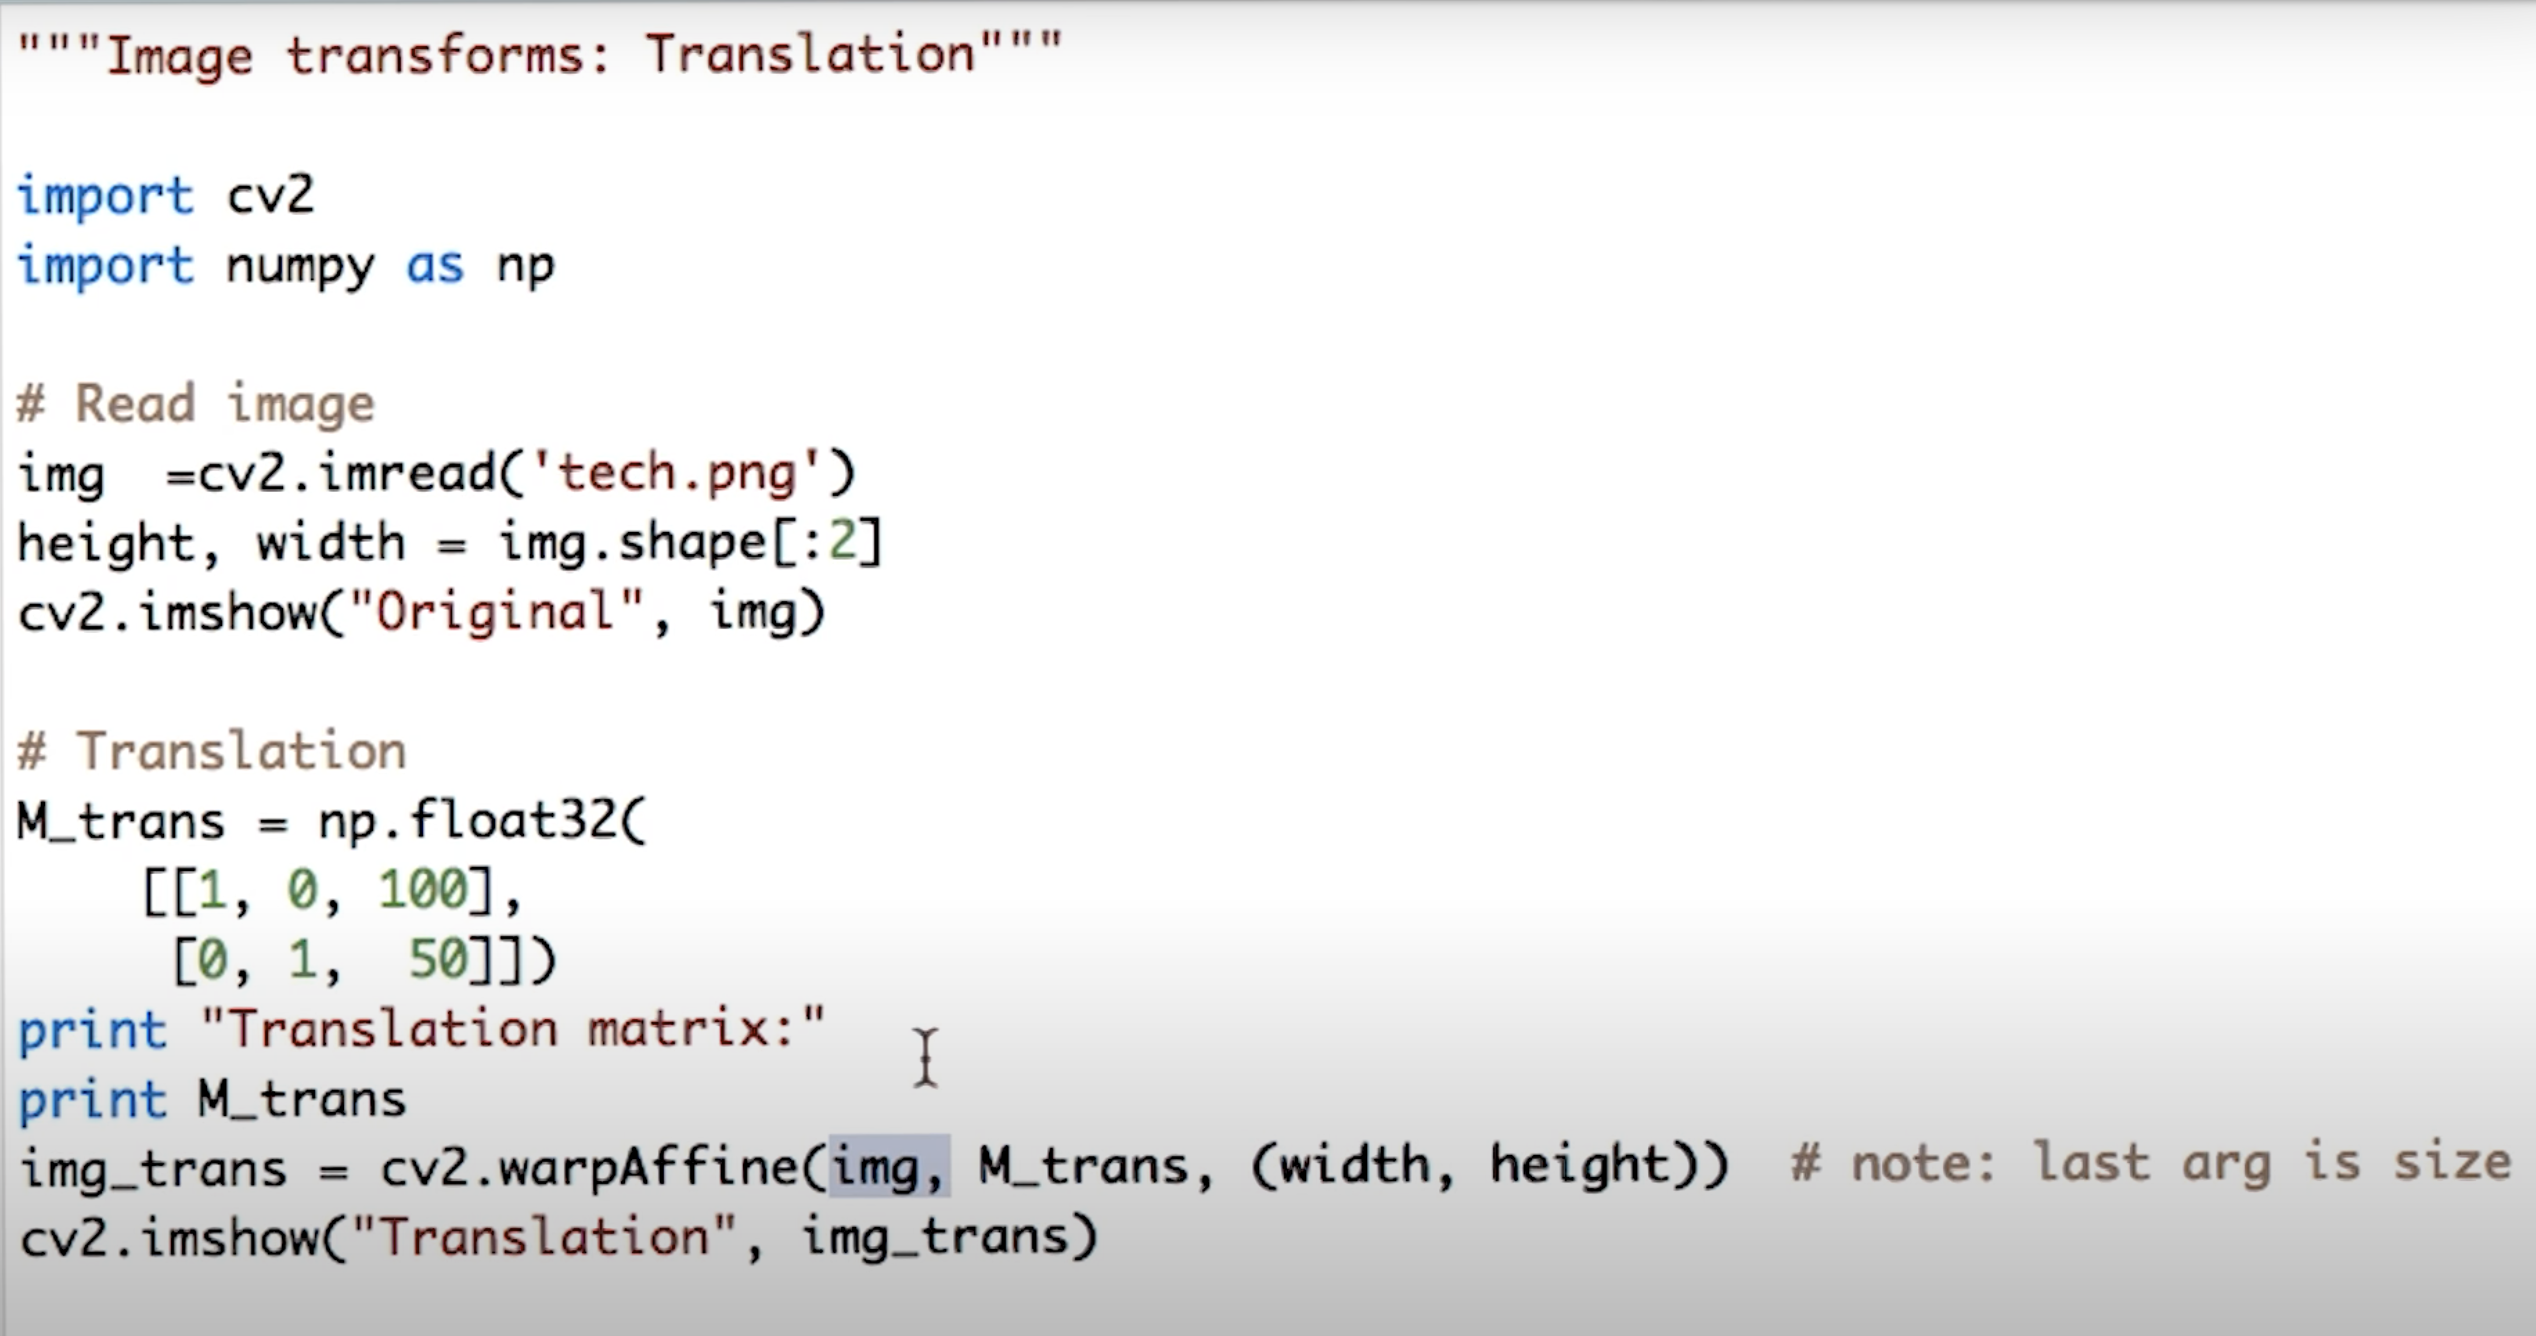 """Image transforms: Translation"""
import cv2
import numpy as np
# Read image
img  =cv2.imread('tech.png')
height, width = img.shape[:2]
cv2.imshow("Original", img)
# Translation
M_trans = np.float32(
    [[1, 0, 100],
     [0, 1,  50]])
print "Translation matrix:"
print M_trans
img_trans = cv2.warpAffine(img, M_trans, (width, height))  # note: last arg is size
cv2.imshow("Translation", img_trans)